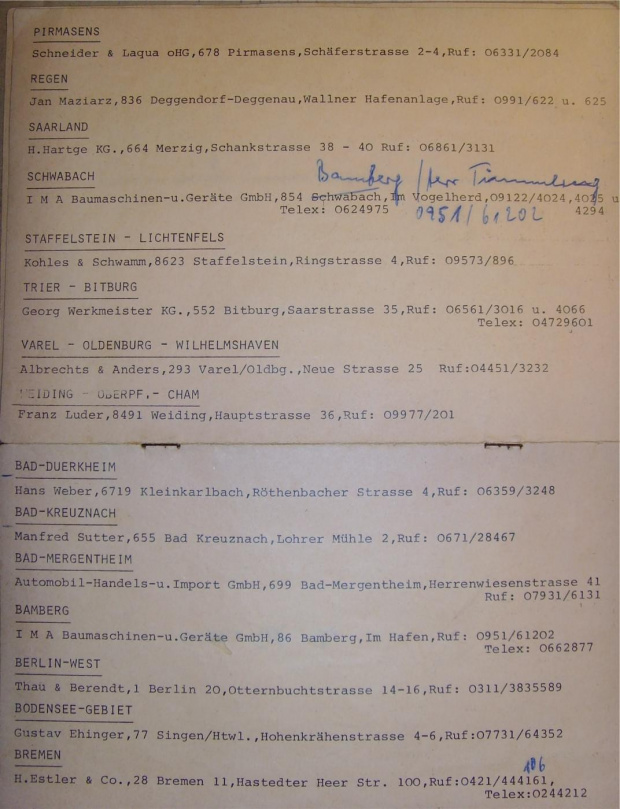 PIRMASENS
Schneider & Laqua oHG,678 Pirmasens,Schäferstrasse 2-4,Ruf: 06331/2084
REGEN
Jan Maziarz,836 Deggendorf-Deggenau,Wallner Hafenanlage,Ruf: 0991/622 u. 625
SAARLAND
H.Hartge KG.,664 Merzig,Schankstrasse 38 - 40 Ruf: 06861/3131
SCHWABACH
Bamberg / Herr
I M A Baumaschinen-u.Geräte GmbH,854 Schwabach,Im Vogelherd,09122/4024,4025 u
Telex: 0624975 0951/61202 4294
STAFFELSTEIN - LICHTENFELS
Kohles & Schwamm,8623 Staffelstein,Ringstrasse 4,Ruf: 09573/896
TRIER - BITBURG
Georg Werkmeister KG.,552 Bitburg,Saarstrasse 35,Ruf: 06561/3016 u. 4066
Telex: 04729601
VAREL - OLDENBURG - WILHELMSHAVEN
Albrechts & Anders,293 Varel/Oldbg.,Neue Strasse 25 Ruf:04451/3232
WEIDING - OBERPF.- CHAM
Franz Luder,8491 Weiding,Hauptstrasse 36,Ruf: 09977/201
BAD-DUERKHEIM
Hans Weber,6719 Kleinkarlbach,Röthenbacher Strasse 4,Ruf: 06359/3248
BAD-KREUZNACH
Manfred Sutter,655 Bad Kreuznach,Lohrer Mühle 2,Ruf: 0671/28467
BAD-MERGENTHEIM
Automobil-Handels-u.Import GmbH,699 Bad-Mergentheim,Herrenwiesenstrasse 41
Ruf: 07931/6131
BAMBERG
I M A Baumaschinen-u.Geräte GmbH,86 Bamberg,Im Hafen,Ruf: 0951/61202
Telex: 0662877
BERLIN-WEST
Thau & Berendt,1 Berlin 20,Otternbuchtstrasse 14-16,Ruf: 0311/3835589
BODENSEE-GEBIET
Gustav Ehinger,77 Singen/Htwl.,Hohenkrähenstrasse 4-6,Ruf:07731/64352
BREMEN
186
H.Estler & Co.,28 Bremen 11,Hastedter Heer Str. 100,Ruf:0421/444161,
Telex:0244212